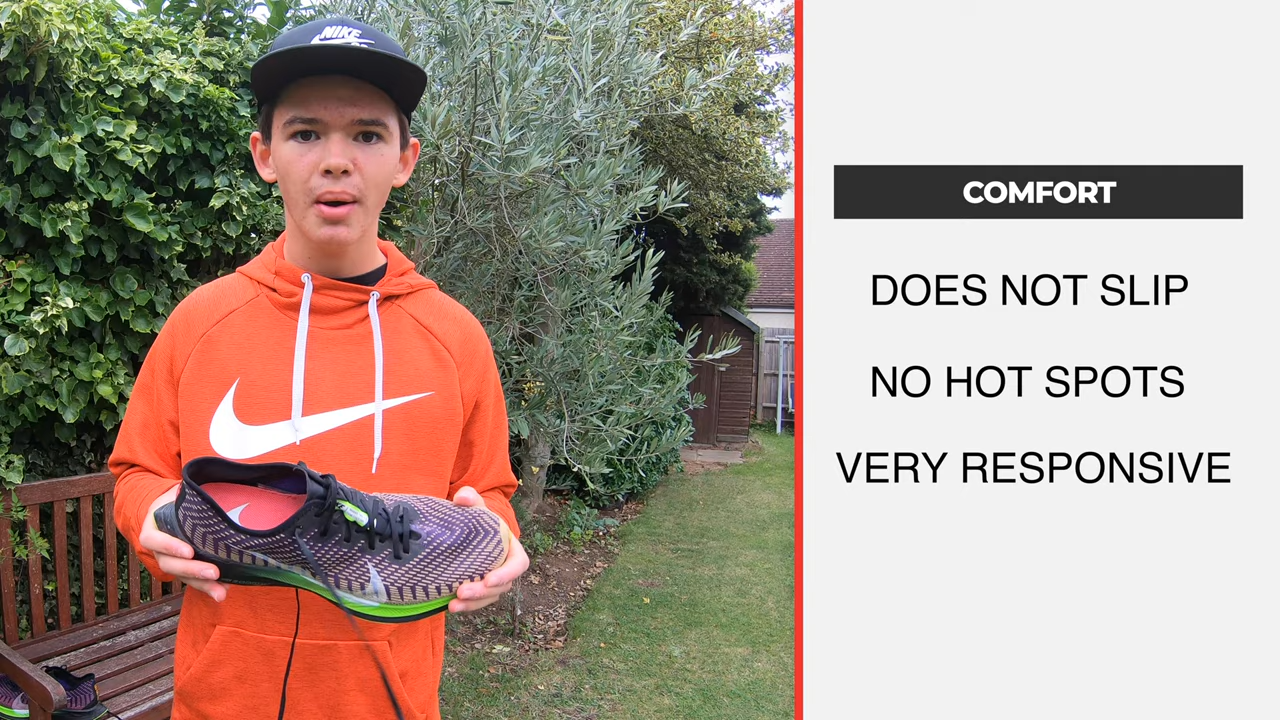 NIKE
COMFORT
DOES NOT SLIP
NO HOT SPOTS
VERY RESPONSIVE